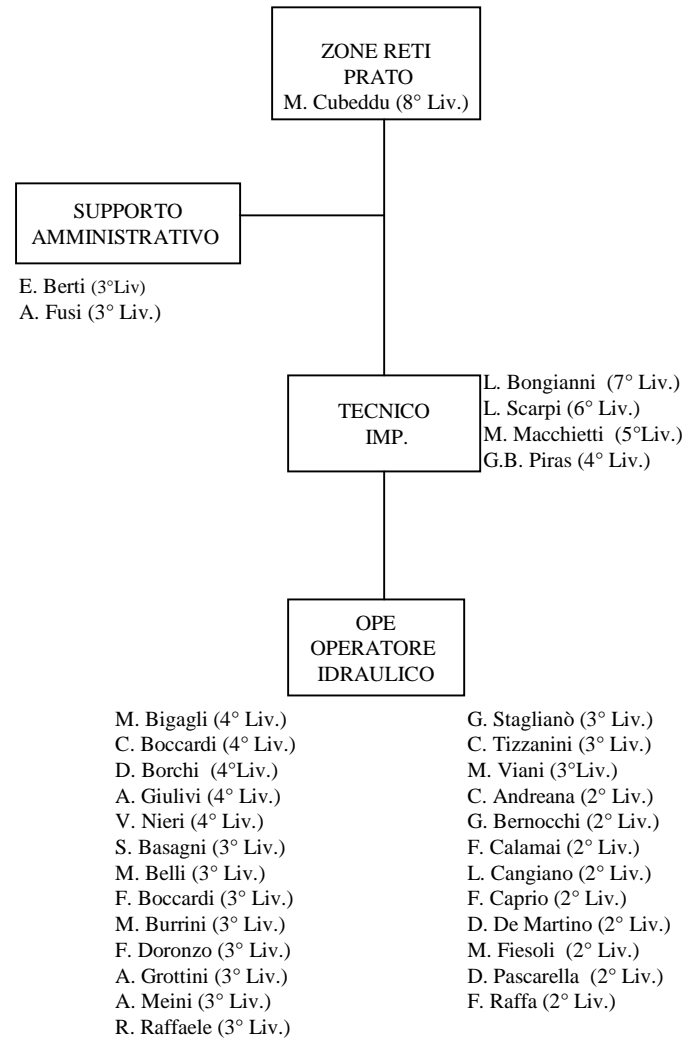 ZONE RETI
PRATO
M. Cubeddu (8° Liv.)
SUPPORTO
AMMINISTRATIVO
E. Berti (3°Liv)
A. Fusi (3° Liv.)
TECNICO
IMP.
L. Bongianni (7° Liv.)
L. Scarpi (6° Liv.)
M. Macchietti (5°Liv.)
G.B. Piras (4° Liv.)
OPE
OPERATORE
IDRAULICO
M. Bigagli (4° Liv.)
C. Boccardi (4° Liv.)
D. Borchi (4°Liv.)
A. Giulivi (4° Liv.)
V. Nieri (4° Liv.)
S. Basagni (3° Liv.)
M. Belli (3° Liv.)
F. Boccardi (3° Liv.)
M. Burrini (3° Liv.)
F. Doronzo (3° Liv.)
A. Grottini (3° Liv.)
A. Meini (3° Liv.)
R. Raffaele (3° Liv.)
G. Staglianò (3° Liv.)
C. Tizzanini (3° Liv.)
M. Viani (3°Liv.)
C. Andreana (2° Liv.)
G. Bernocchi (2° Liv.)
F. Calamai (2° Liv.)
L. Cangiano (2° Liv.)
F. Caprio (2° Liv.)
D. De Martino (2° Liv.)
M. Fiesoli (2° Liv.)
D. Pascarella (2° Liv.)
F. Raffa (2° Liv.)